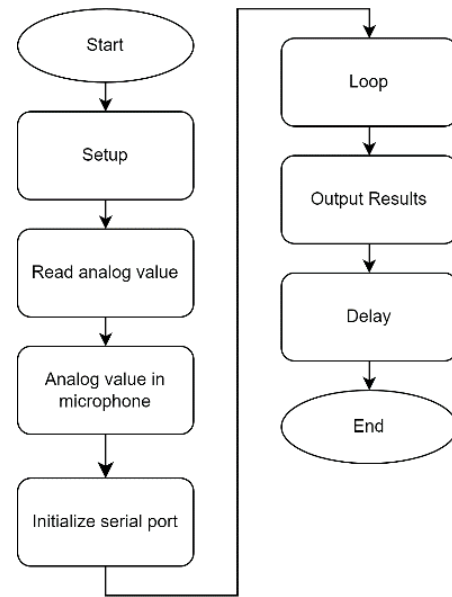 Start
Setup
Read analog value
Analog value in
microphone
Initialize serial port
Loop
Output Results
Delay
End